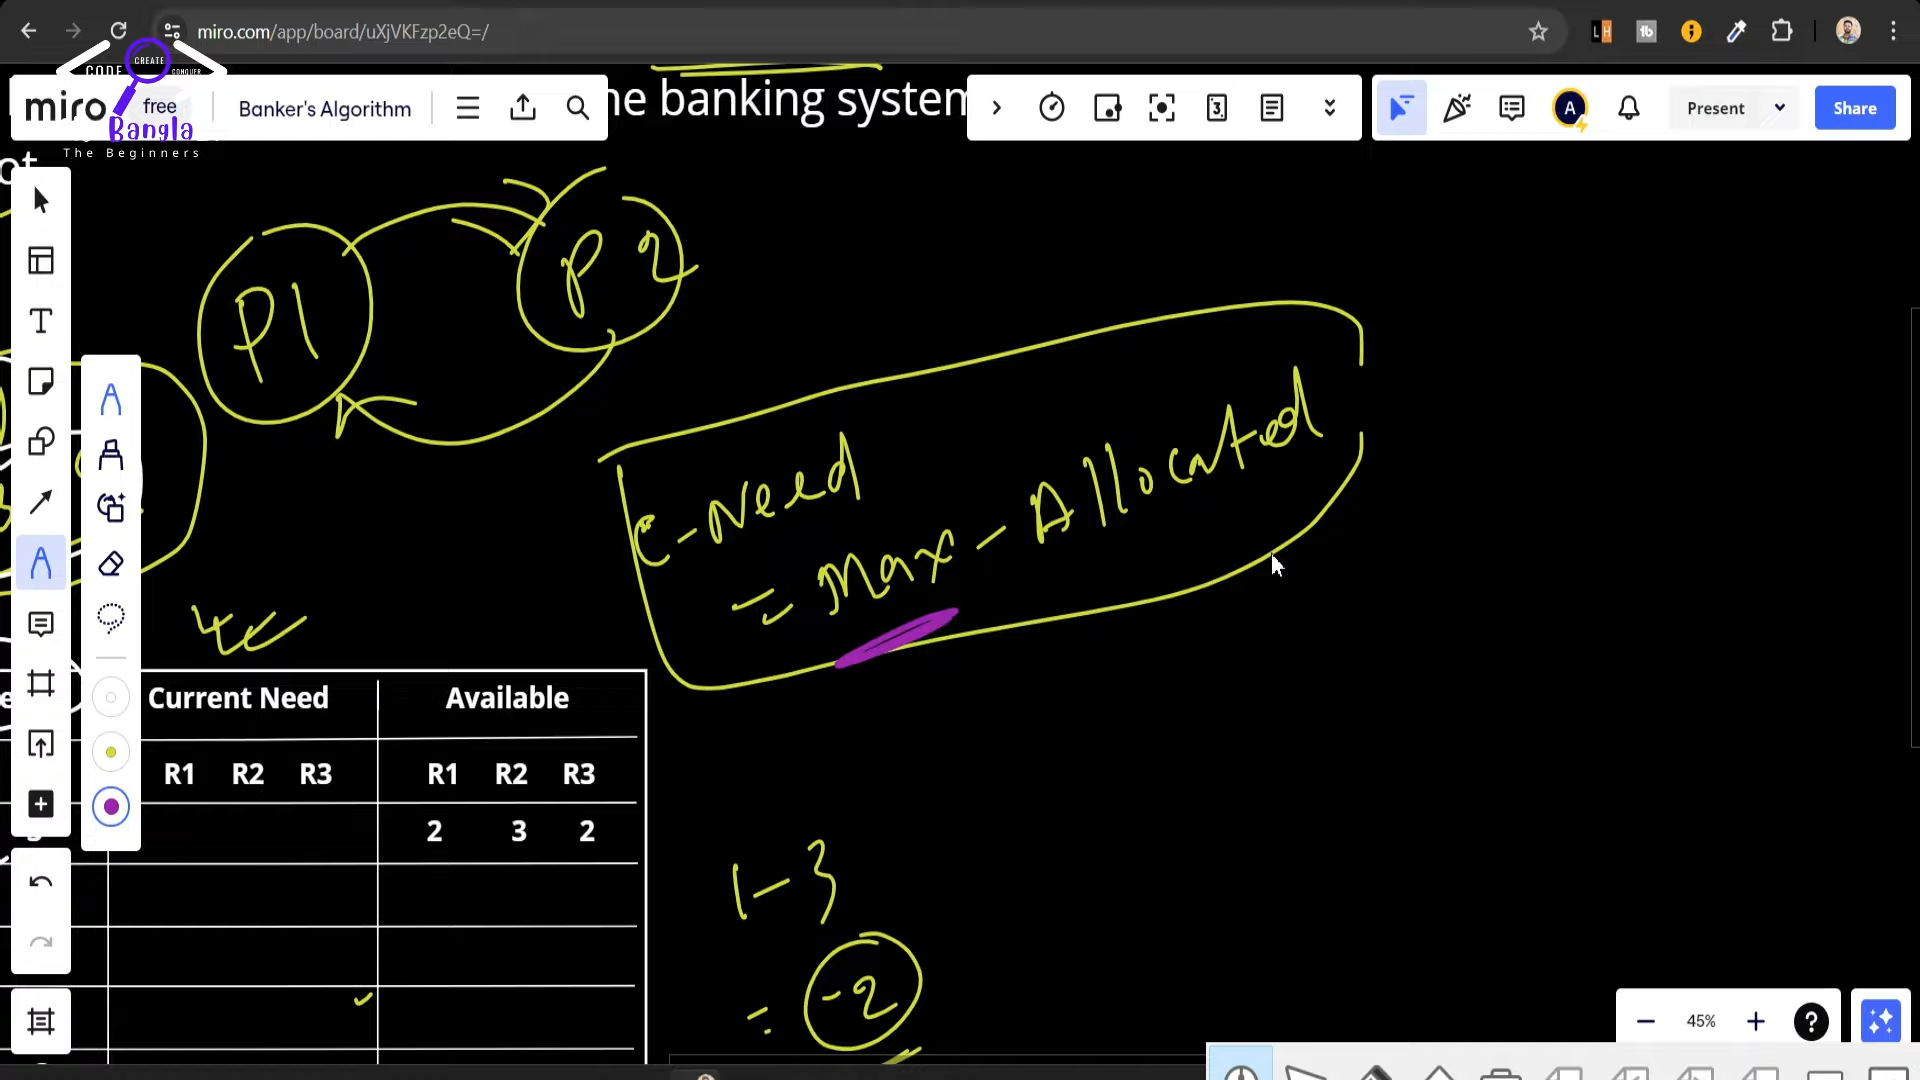 miro.com/app/board/uXjVKFzp2eQ=/
CODE CREATE CONQUER
miro free Banker's Algorithm
Bangla
The Beginners
he banking system
Present Share
ot
P1 P2
C-Need
= Max - Allocated
Current Need Available
R1 R2 R3 R1 R2 R3
2 3 2
1-3
= -2
45%